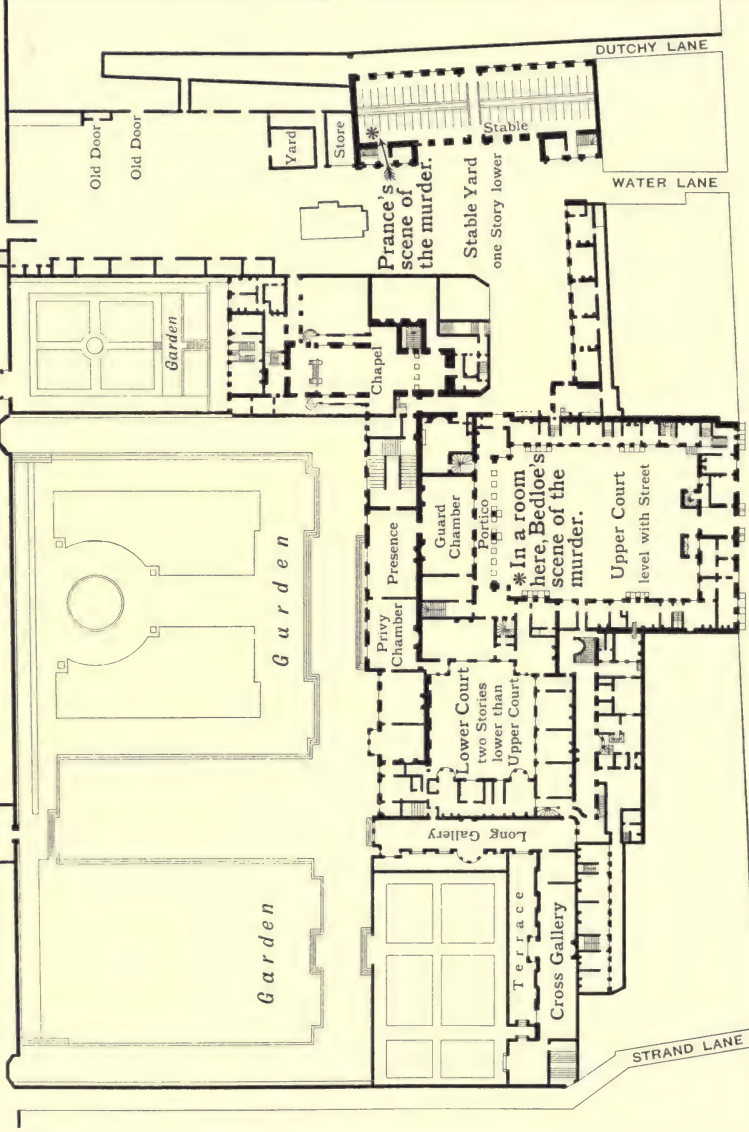 DUTCHY LANE
Old Door
Old Door
Yard
Store
Stable
Prance's
scene of
the murder.
Stable Yard
one Story lower
WATER LANE
Garden
Chapel
Garden
Presence
Privy
Chamber
Guard
Chamber
Portico
*In a room
here, Bedloe's
scene of the
murder.
Upper Court
level with Street
Lower Court
two Stories
lower than
Upper Court
Long Gallery
Garden
Terrace
Cross Gallery
STRAND LANE